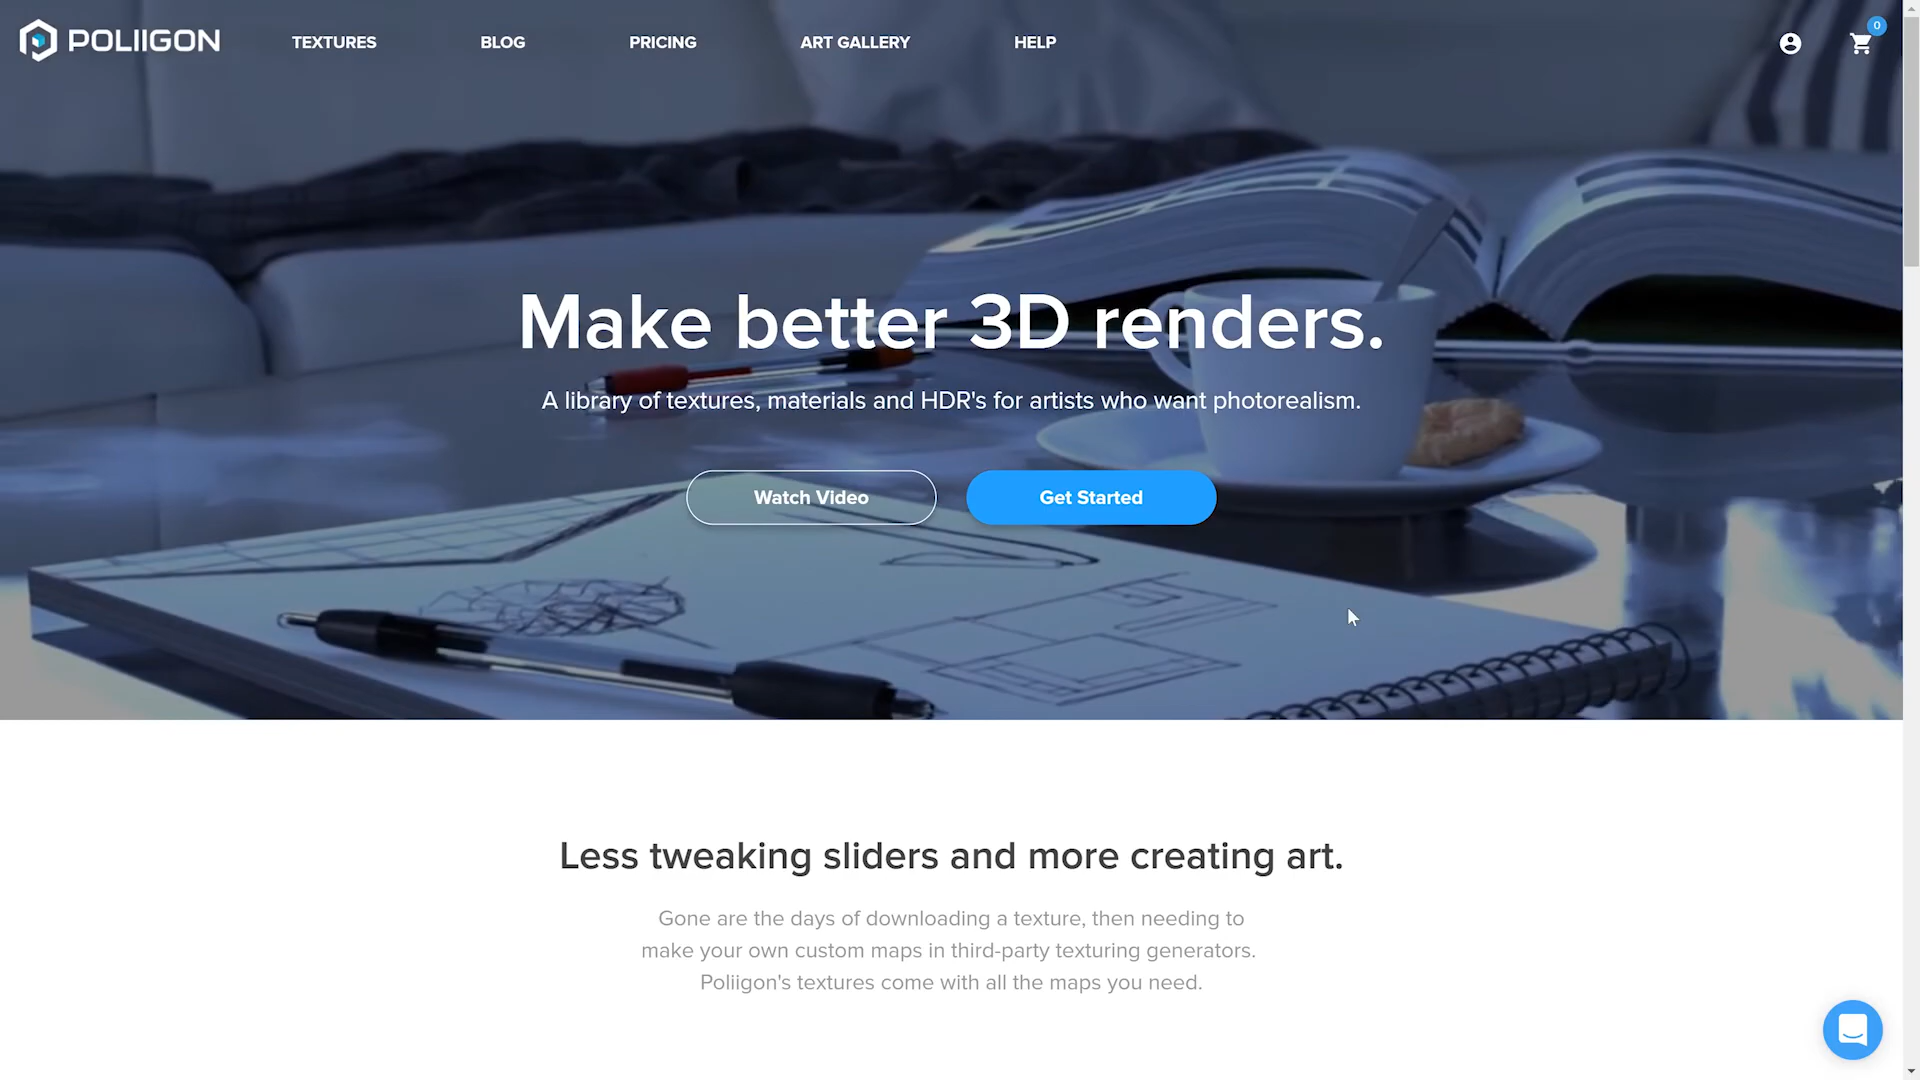 POLIIGON
TEXTURES
BLOG
PRICING
ART GALLERY
HELP
0
Make better 3D renders.
A library of textures, materials and HDR's for artists who want photorealism.
Watch Video
Get Started
Less tweaking sliders and more creating art.
Gone are the days of downloading a texture, then needing to
make your own custom maps in third-party texturing generators.
Poliigon's textures come with all the maps you need.